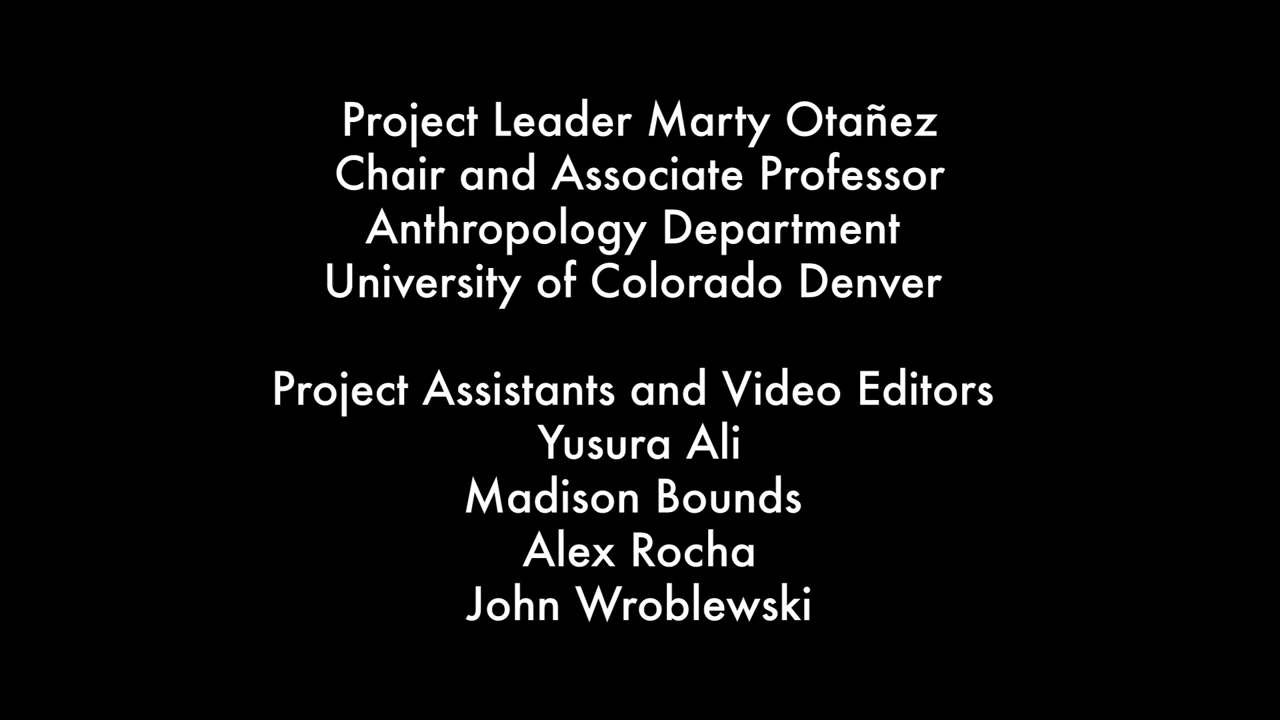 Project Leader Marty Otañez
Chair and Associate Professor
Anthropology Department
University of Colorado Denver
Project Assistants and Video Editors
Yusura Ali
Madison Bounds
Alex Rocha
John Wroblewski